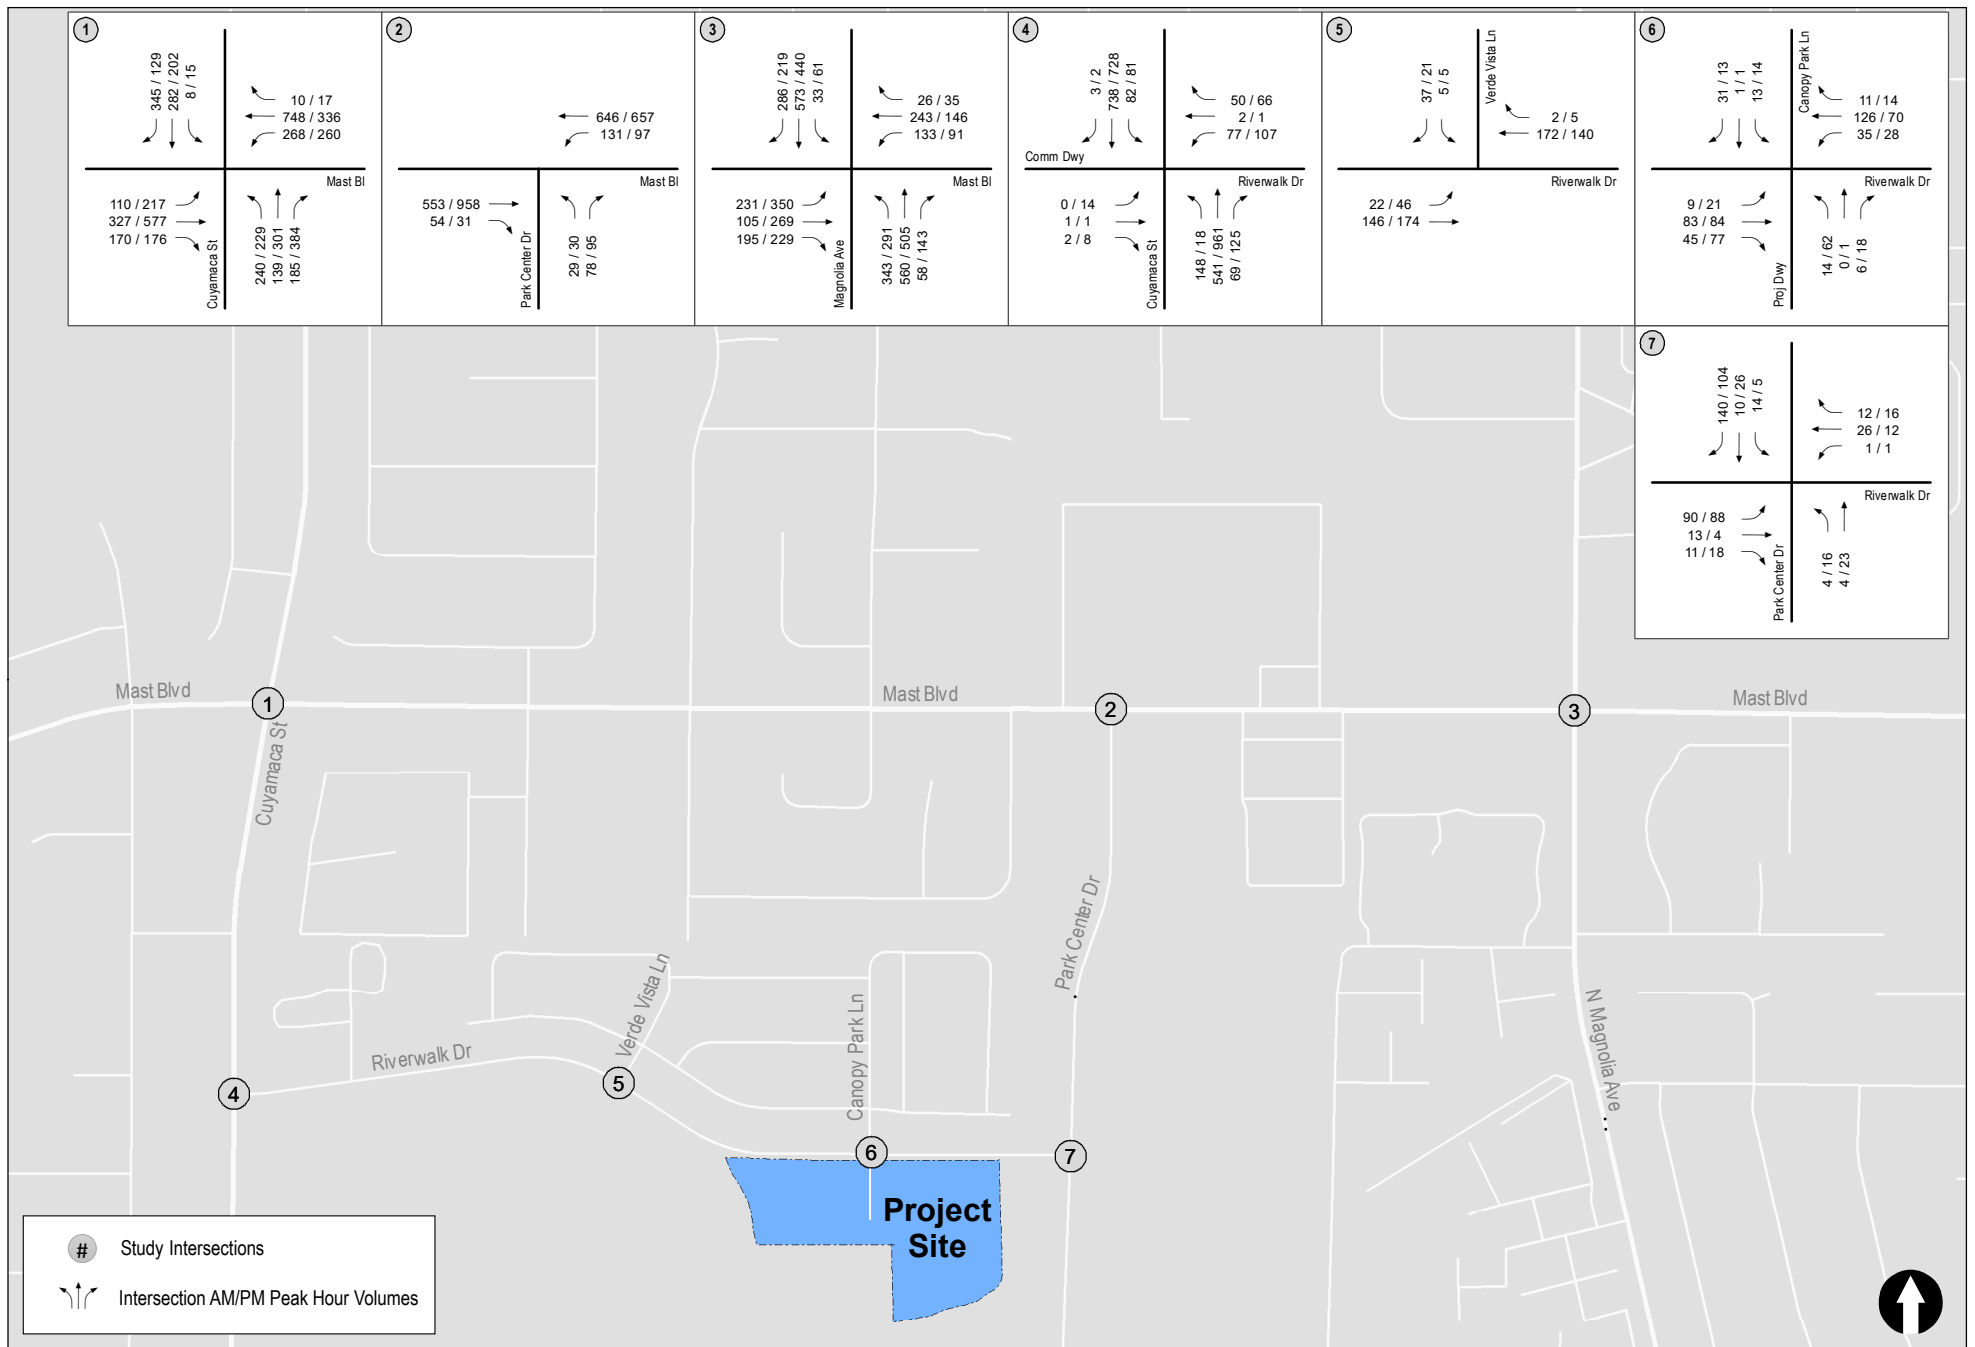 1
345 / 129
282 / 202
8 / 15
10 / 17
748 / 336
268 / 260
Mast Bl
110 / 217
327 / 577
170 / 176
Cuyamaca St
240 / 229
139 / 301
185 / 384
2
646 / 657
131 / 97
Mast Bl
553 / 958
54 / 31
Park Center Dr
29 / 30
78 / 95
3
286 / 219
573 / 440
33 / 61
26 / 35
243 / 146
133 / 91
Mast Bl
231 / 350
105 / 269
195 / 229
Magnolia Ave
343 / 291
560 / 505
58 / 143
4
3 / 2
738 / 728
82 / 81
50 / 66
2 / 1
77 / 107
Comm Dwy
Riverwalk Dr
0 / 14
1 / 1
2 / 8
Cuyamaca St
148 / 18
541 / 961
69 / 125
5
37 / 21
5 / 5
Verde Vista Ln
2 / 5
172 / 140
Riverwalk Dr
22 / 46
146 / 174
6
31 / 13
1 / 1
13 / 14
Canopy Park Ln
11 / 14
126 / 70
35 / 28
Riverwalk Dr
9 / 21
83 / 84
45 / 77
Proj Dwy
14 / 62
0 / 1
6 / 18
7
140 / 104
10 / 26
14 / 5
12 / 16
26 / 12
1 / 1
Riverwalk Dr
90 / 88
13 / 4
11 / 18
Park Center Dr
4 / 16
4 / 23
Mast Blvd
1
Mast Blvd
2
3
Mast Blvd
Cuyamaca St
Park Center Dr
Verde Vista Ln
Canopy Park Ln
N Magnolia Ave
Riverwalk Dr
4
5
6
7
Project
Site
# Study Intersections
Intersection AM/PM Peak Hour Volumes